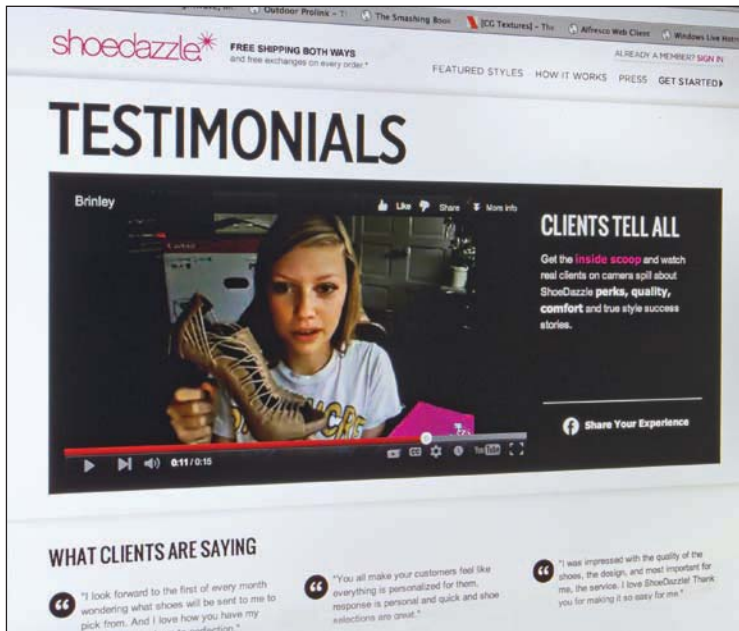 Outdoor Prolink – T
The Smashing Boo
[CG Textures] – The
Alfresco Web Client
Windows Live Hotm
shoedazzle
FREE SHIPPING BOTH WAYS
and free exchanges on every order *
ALREADY A MEMBER? SIGN IN
FEATURED STYLES
HOW IT WORKS
PRESS
GET STARTED
TESTIMONIALS
Brinley
Like
Share
More info
CLIENTS TELL ALL
Get the inside scoop and watch
real clients on camera spill about
ShoeDazzle perks, quality,
comfort and true style success
stories.
0:11 / 0:15
CC
YouTube
Share Your Experience
WHAT CLIENTS ARE SAYING
"I look forward to the first of every month
wondering what shoes will be sent to me to
pick from. And I love how you have my
perfection."
"You all make your customers feel like
everything is personalized for them,
response is personal and quick and shoe
selections are great."
"I was impressed with the quality of the
shoes, the design, and most important for
me, the service. I love ShoeDazzle! Thank
you for making it so easy for me."